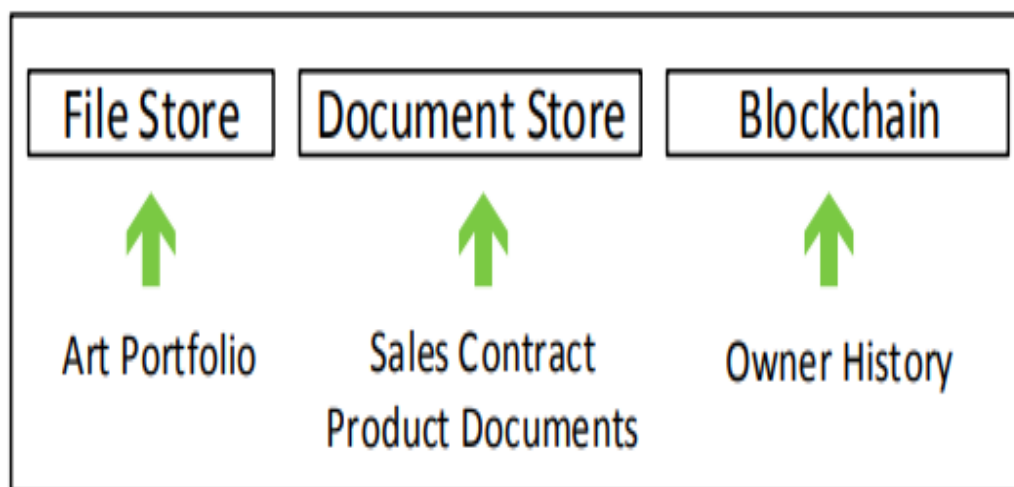 File Store
Document Store
Blockchain
Art Portfolio
Sales Contract
Product Documents
Owner History